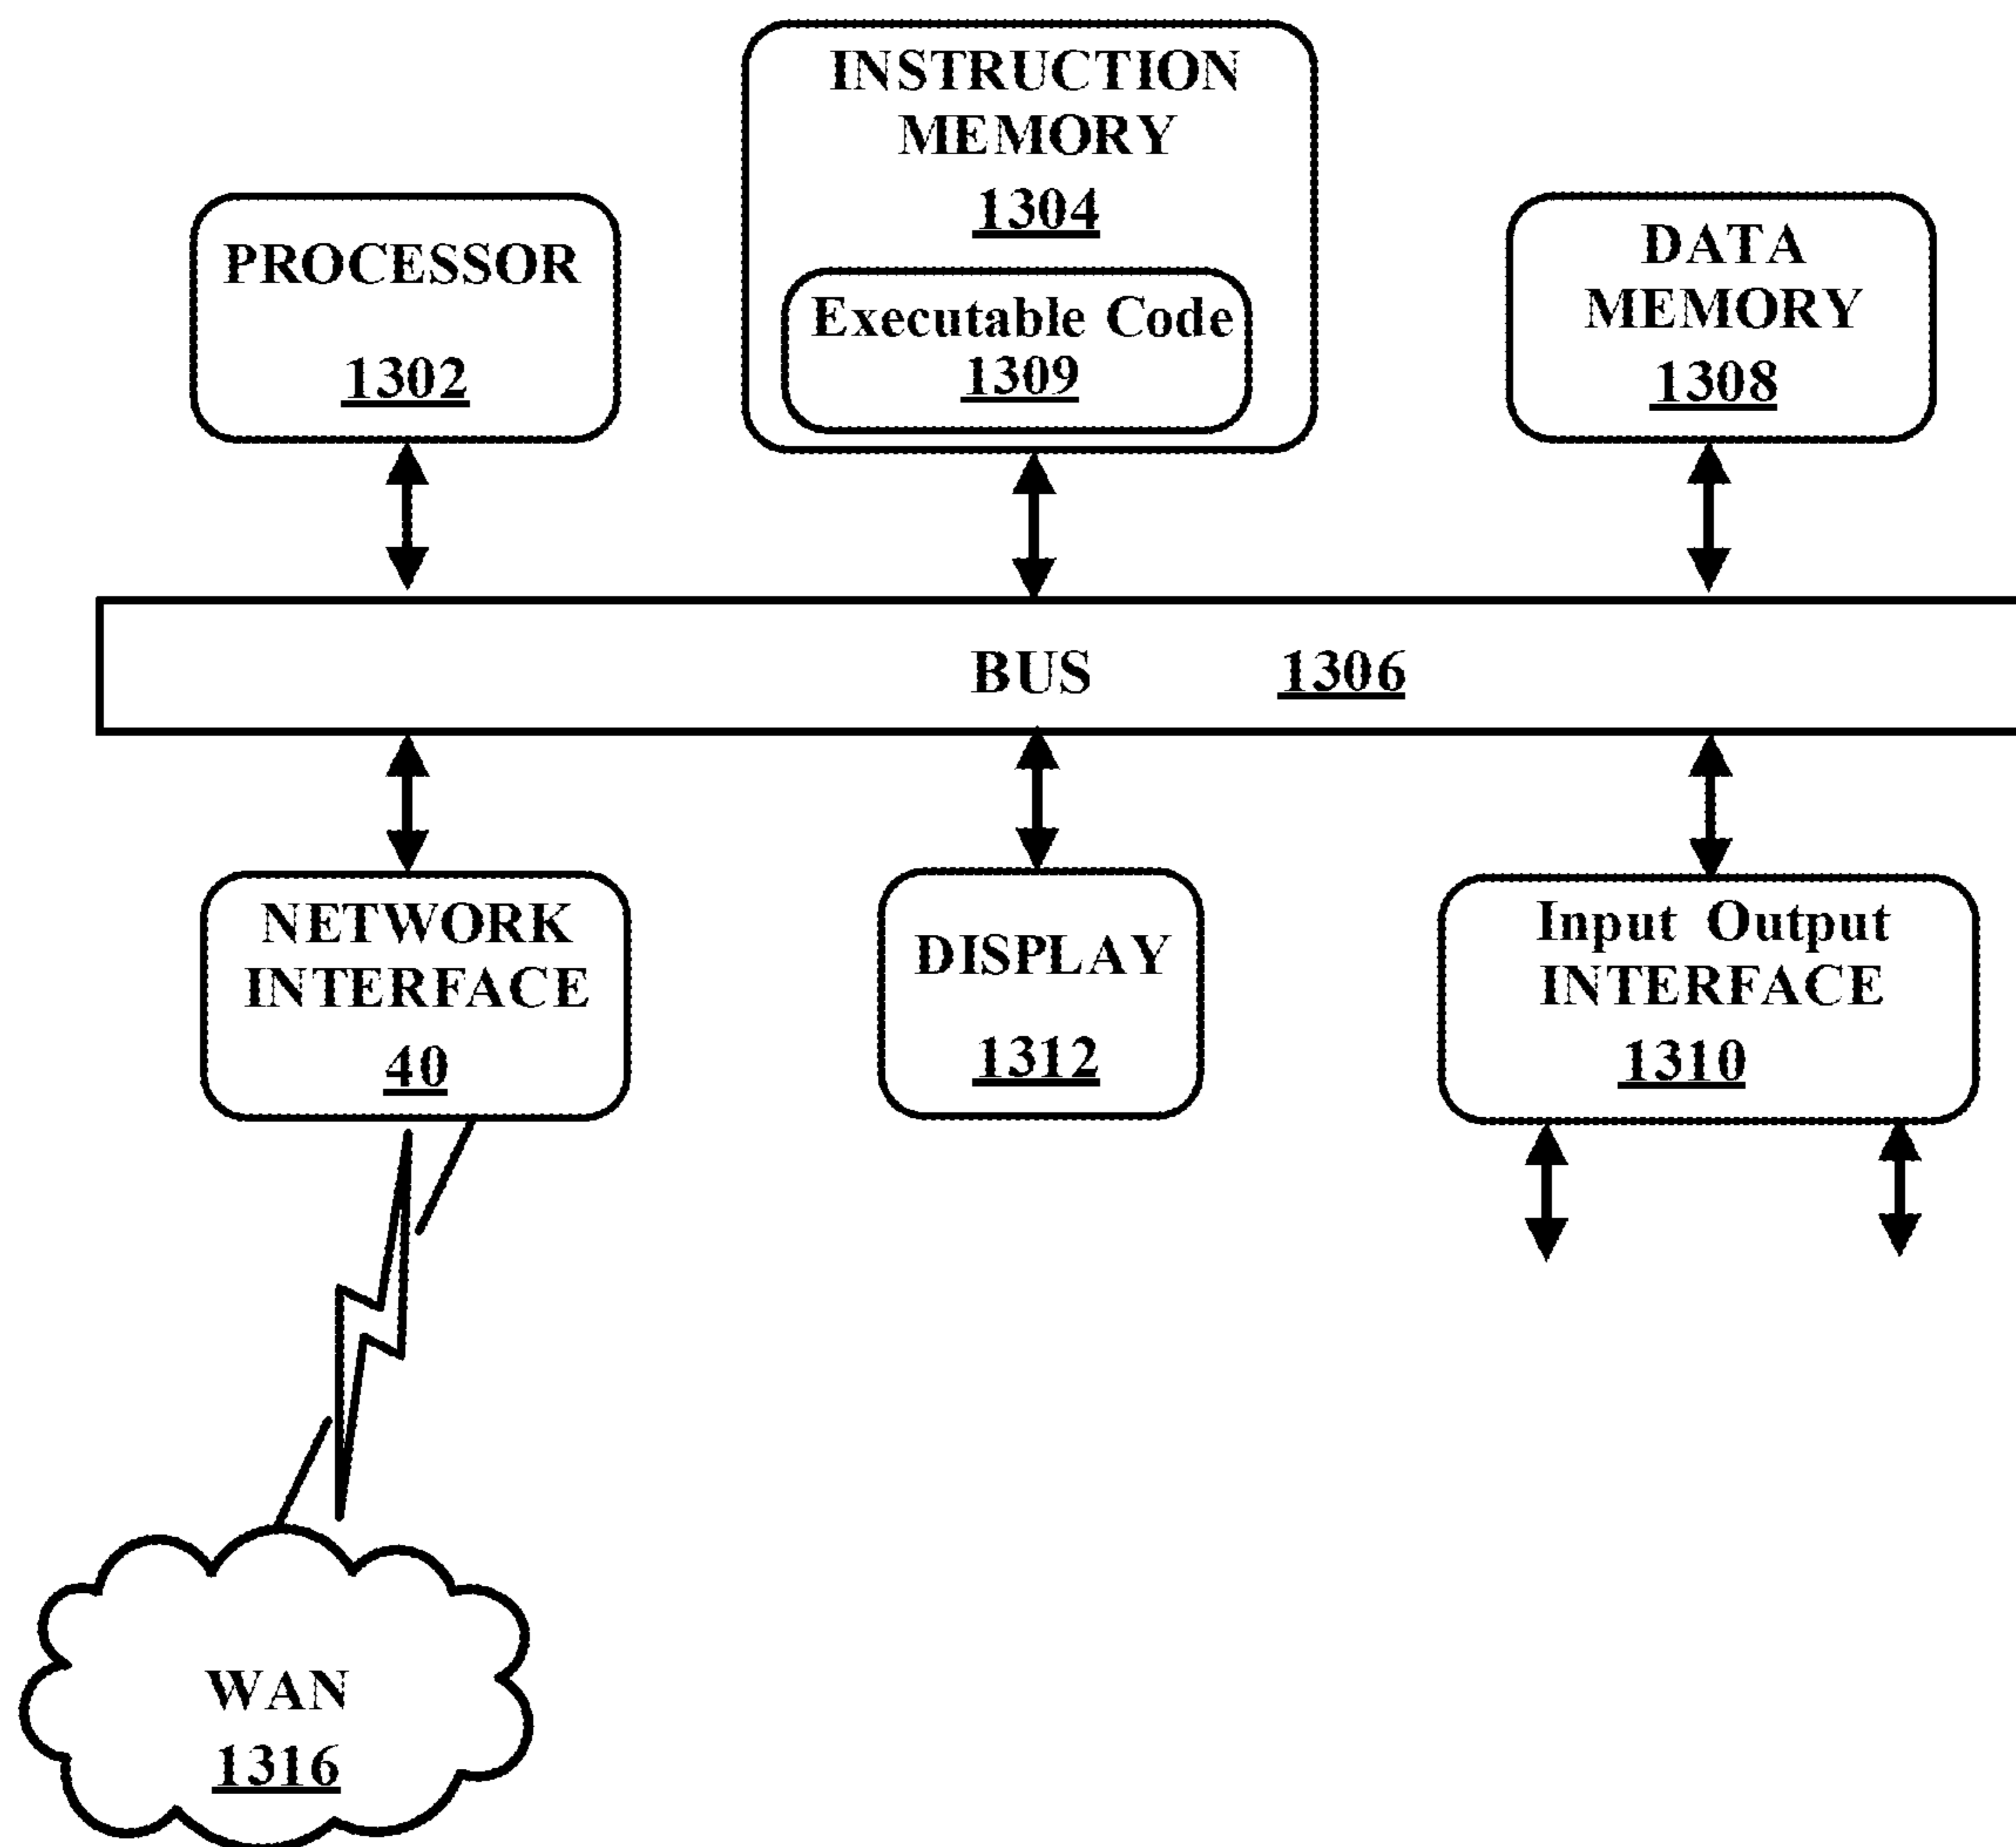 INSTRUCTION
MEMORY
1304
Executable Code
1309
PROCESSOR
1302
DATA
MEMORY
1308
BUS 1306
NETWORK
INTERFACE
40
DISPLAY
1312
Input Output
INTERFACE
1310
WAN
1316